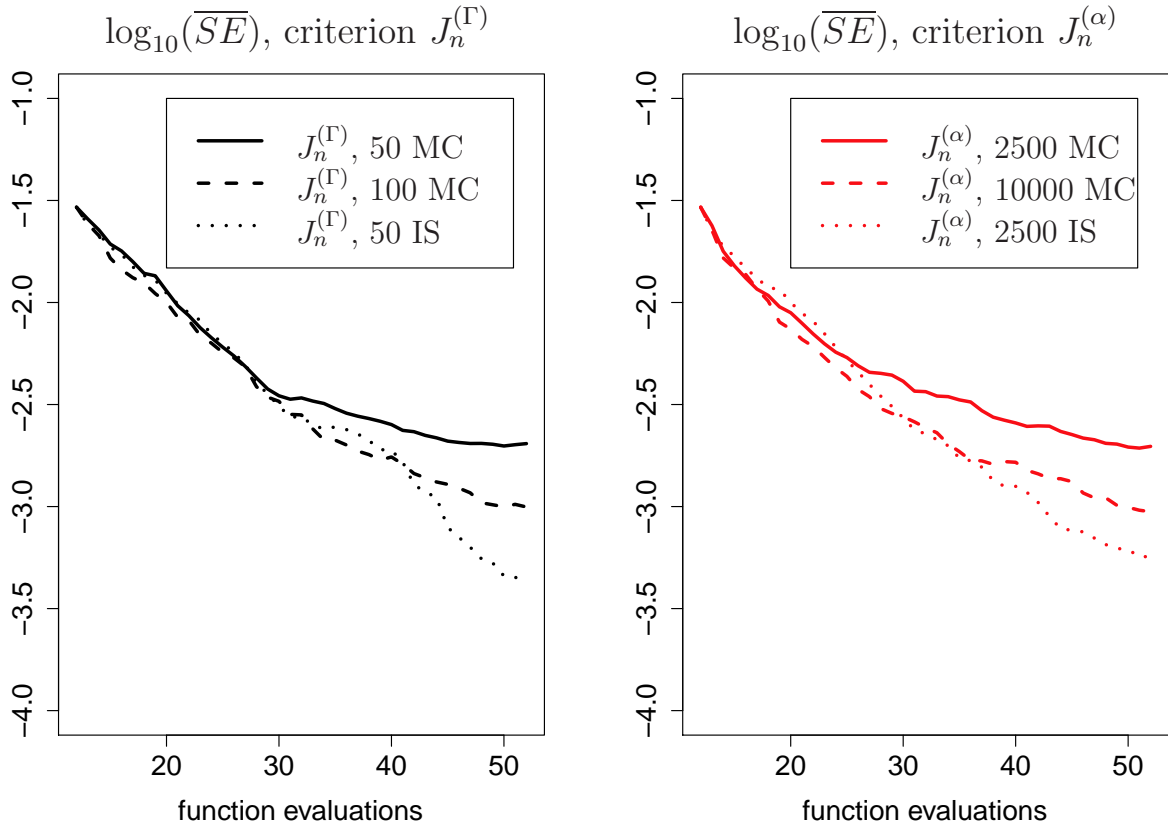 log₁₀(S̅E̅), criterion Jₙ^(Γ)
−1.0
−1.5
−2.0
−2.5
−3.0
−3.5
−4.0
Jₙ^(Γ), 50 MC
Jₙ^(Γ), 100 MC
Jₙ^(Γ), 50 IS
20 30 40 50
function evaluations
log₁₀(S̅E̅), criterion Jₙ^(α)
−1.0
−1.5
−2.0
−2.5
−3.0
−3.5
−4.0
Jₙ^(α), 2500 MC
Jₙ^(α), 10000 MC
Jₙ^(α), 2500 IS
20 30 40 50
function evaluations